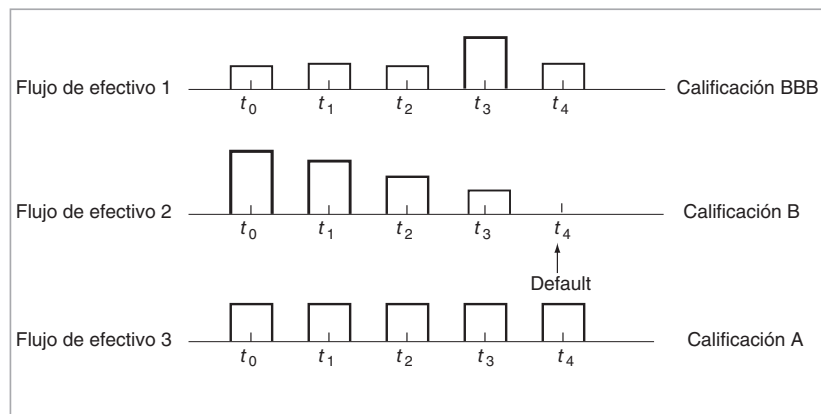 Flujo de efectivo 1
Calificación BBB
t0 t1 t2 t3 t4
Flujo de efectivo 2
Calificación B
t0 t1 t2 t3 t4
Default
Flujo de efectivo 3
Calificación A
t0 t1 t2 t3 t4